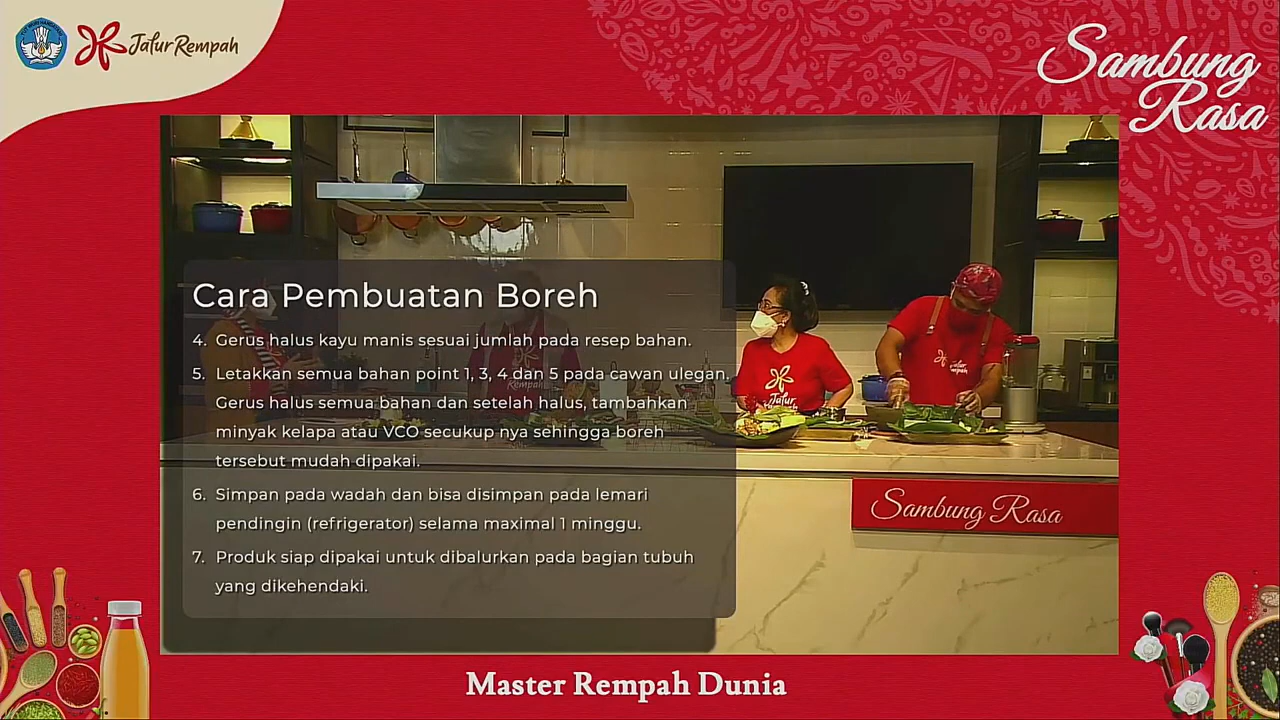 Jalur Rempah
Sambung
Rasa
Cara Pembuatan Boreh
4. Gerus halus kayu manis sesuai jumlah pada resep bahan.
5. Letakkan semua bahan point 1, 3, 4 dan 5 pada cawan ulegan.
Gerus halus semua bahan dan setelah halus, tambahkan
minyak kelapa atau VCO secukup nya sehingga boreh
tersebut mudah dipakai.
6. Simpan pada wadah dan bisa disimpan pada lemari
pendingin (refrigerator) selama maximal 1 minggu.
7. Produk siap dipakai untuk dibalurkan pada bagian tubuh
yang dikehendaki.
Jalur
Rempah
Sambung Rasa
Master Rempah Dunia